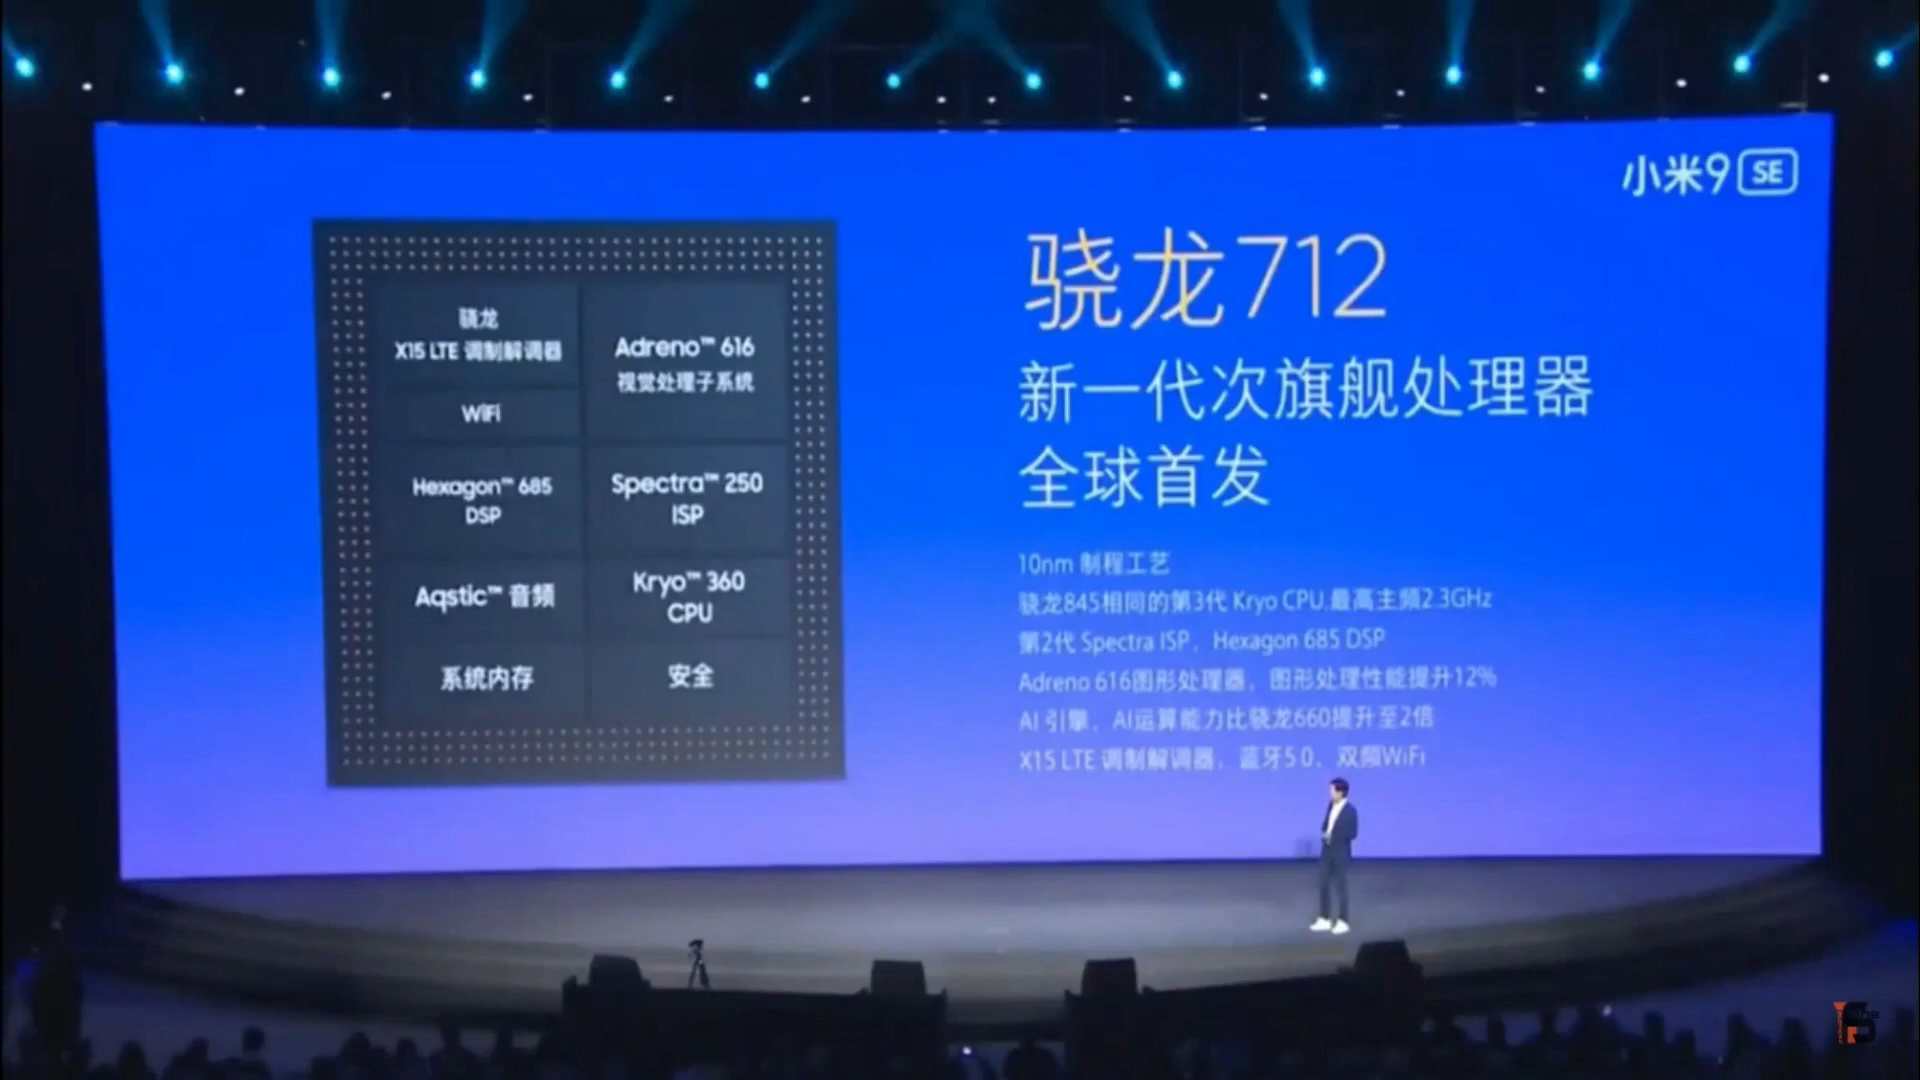 小米9 SE
骁龙
X15 LTE 调制解调器
WiFi
Hexagon™ 685
DSP
Aqstic™ 音频
系统内存
Adreno™ 616
视觉处理子系统
Spectra™ 250
ISP
Kryo™ 360
CPU
安全
骁龙712
新一代次旗舰处理器
全球首发
10nm 制程工艺
骁龙845相同的第3代 Kryo CPU,最高主频2.3GHz
第2代 Spectra ISP，Hexagon 685 DSP
Adreno 616图形处理器，图形处理性能提升12%
AI 引擎，AI运算能力比骁龙660提升至2倍
X15 LTE 调制解调器，蓝牙5.0，双频WiFi